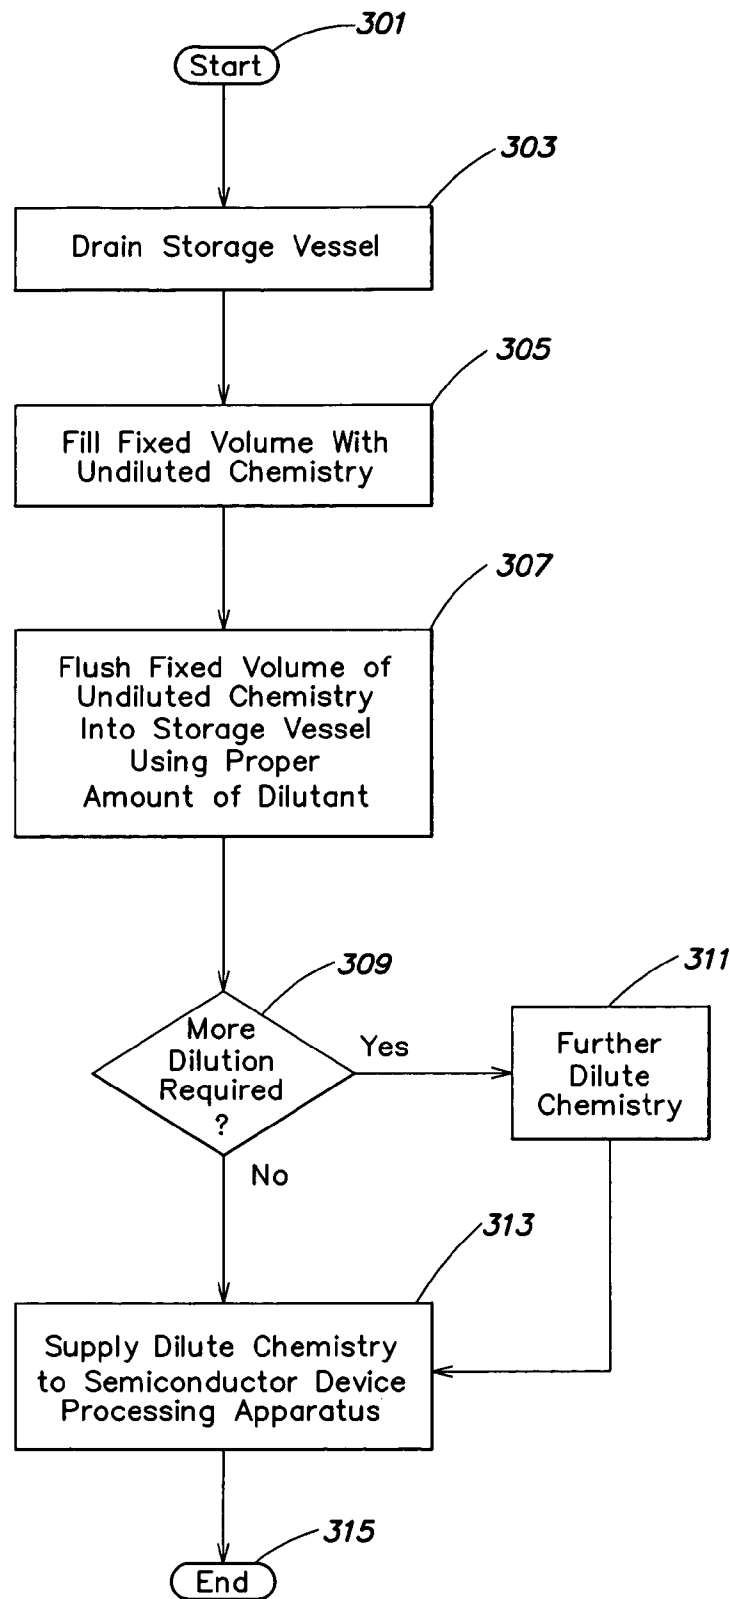 301
Start
303
Drain Storage Vessel
305
Fill Fixed Volume With
Undiluted Chemistry
307
Flush Fixed Volume of
Undiluted Chemistry
Into Storage Vessel
Using Proper
Amount of Dilutant
309
311
More
Dilution
Required
?
Yes
Further
Dilute
Chemistry
No
313
Supply Dilute Chemistry
to Semiconductor Device
Processing Apparatus
315
End